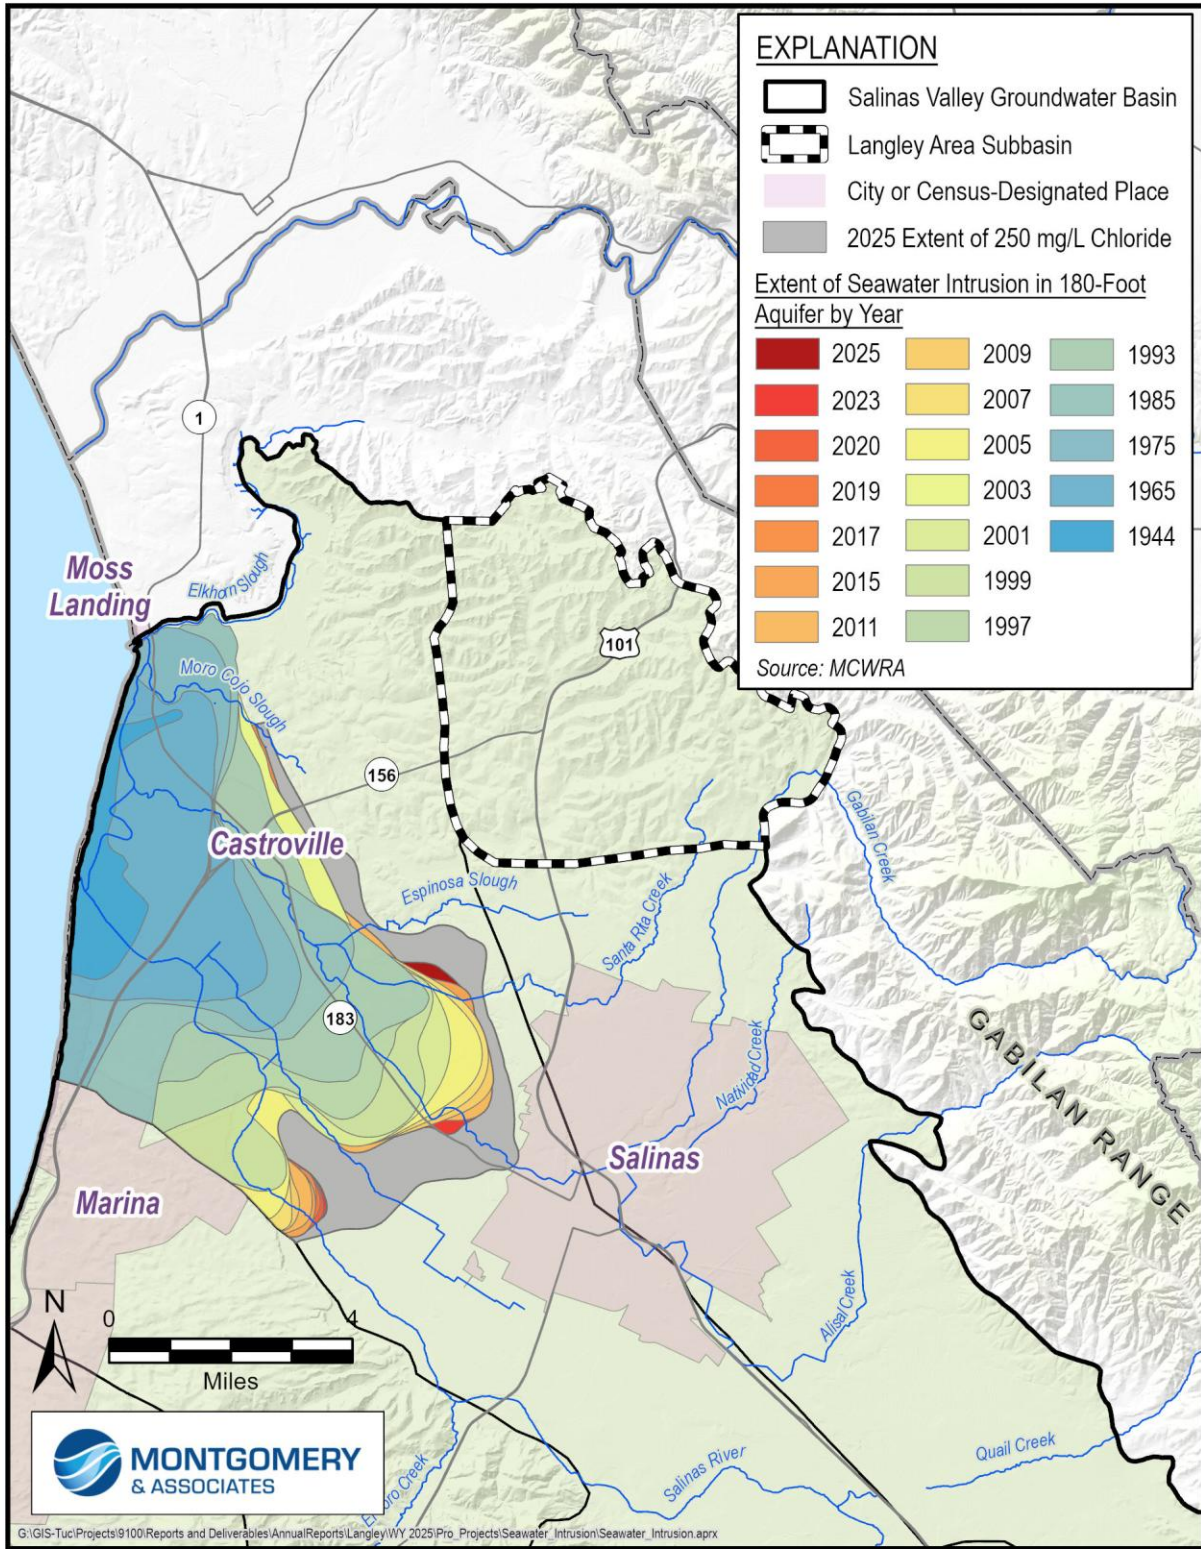 EXPLANATION
Salinas Valley Groundwater Basin
Langley Area Subbasin
City or Census-Designated Place
2025 Extent of 250 mg/L Chloride
Extent of Seawater Intrusion in 180-Foot
Aquifer by Year
2025 2009 1993
2023 2007 1985
2020 2005 1975
2019 2003 1965
2017 2001 1944
2015 1999
2011 1997
Source: MCWRA
1
Moss
Landing
Elkhorn Slough
101
Moro Cojo Slough
156
Castroville
Gabilan Creek
Espinosa Slough
Santa Rita Creek
183
Natividad Creek
GABILAN RANGE
Salinas
Marina
N
0 4
Miles
Alisal Creek
MONTGOMERY
& ASSOCIATES
Quail Creek
Salinas River
Creek
G:\GIS-Tuc\Projects\9100\Reports and Deliverables\AnnualReports\Langley\WY 2025\Pro_Projects\Seawater_Intrusion\Seawater_Intrusion.aprx